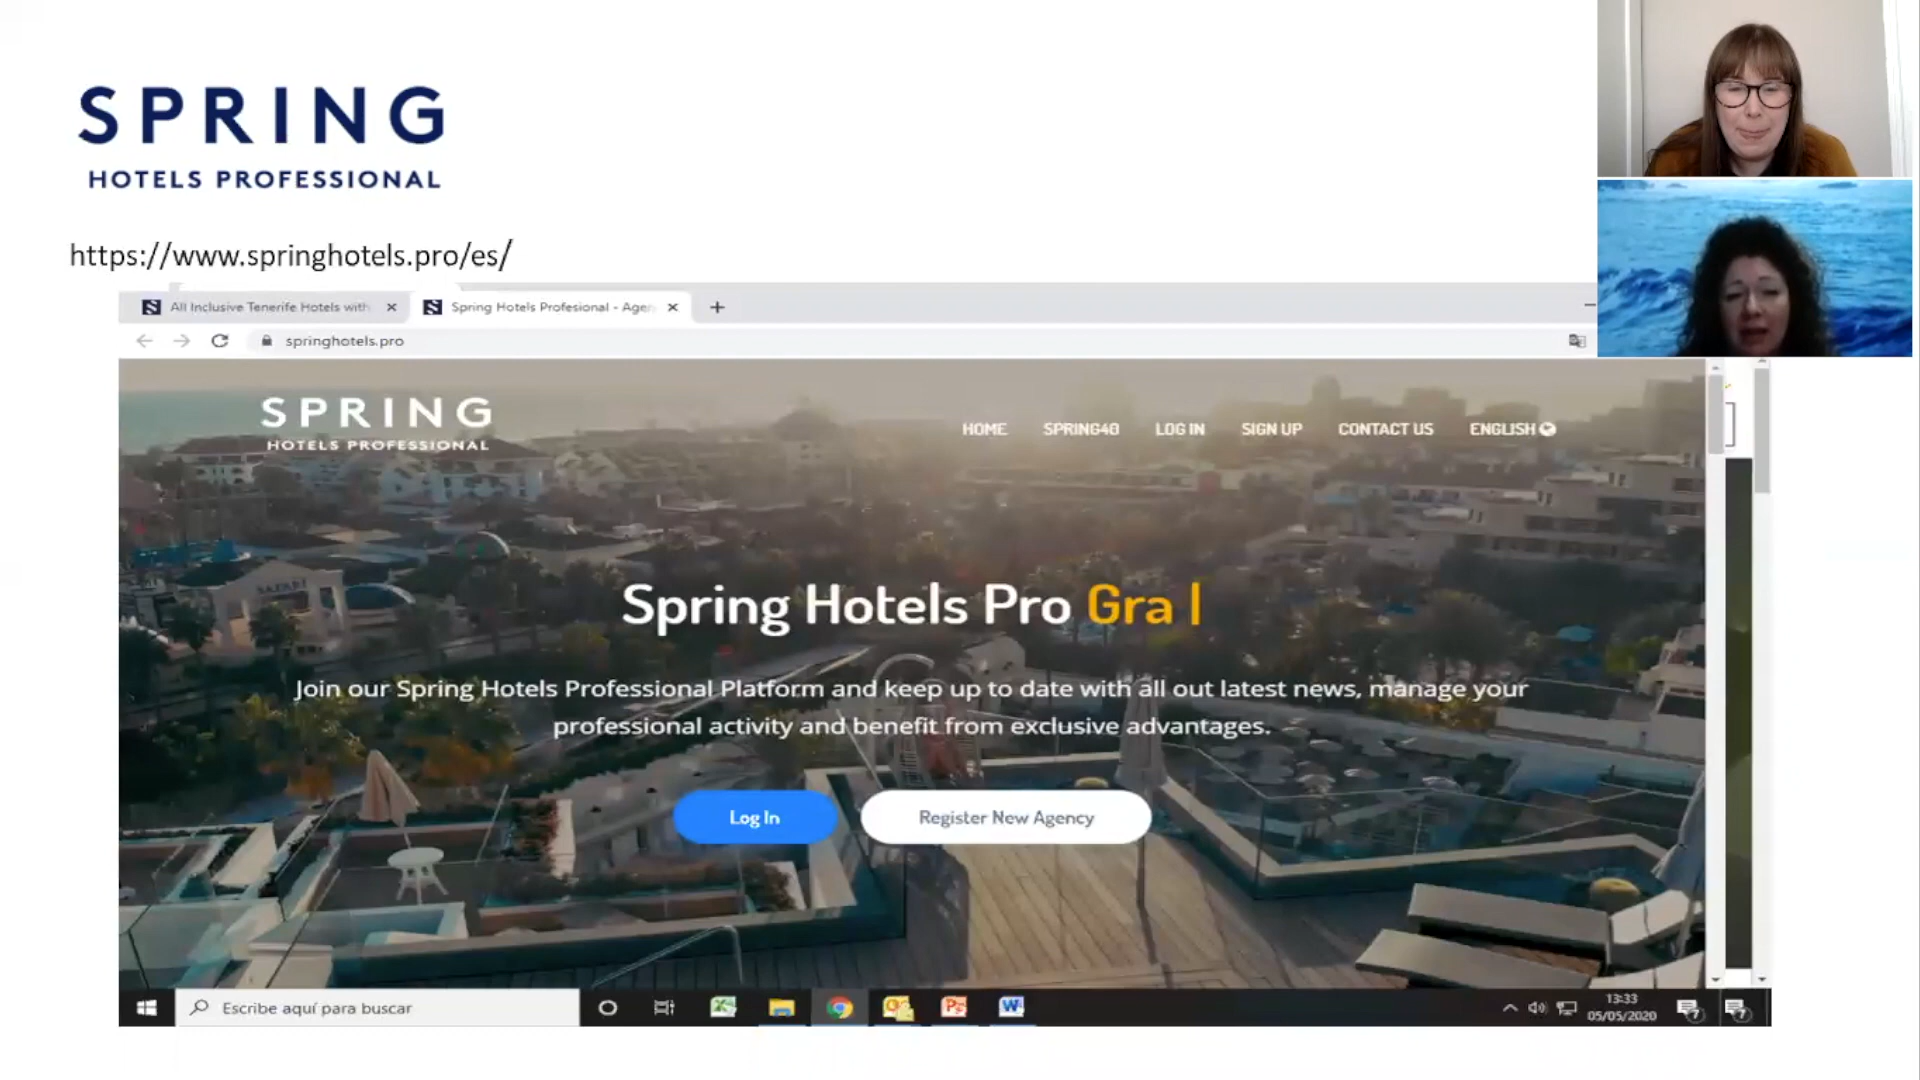 SPRING
HOTELS PROFESSIONAL
https://www.springhotels.pro/es/
All Inclusive Tenerife Hotels with
Spring Hotels Profesional - Agen
springhotels.pro
SPRING
HOTELS PROFESSIONAL
HOME SPRING40 LOG IN SIGN UP CONTACT US ENGLISH
SAFARI
Spring Hotels Pro Gra |
Join our Spring Hotels Professional Platform and keep up to date with all out latest news, manage your
professional activity and benefit from exclusive advantages.
Log In Register New Agency
Escribe aquí para buscar
13:33
05/05/2020
7 7